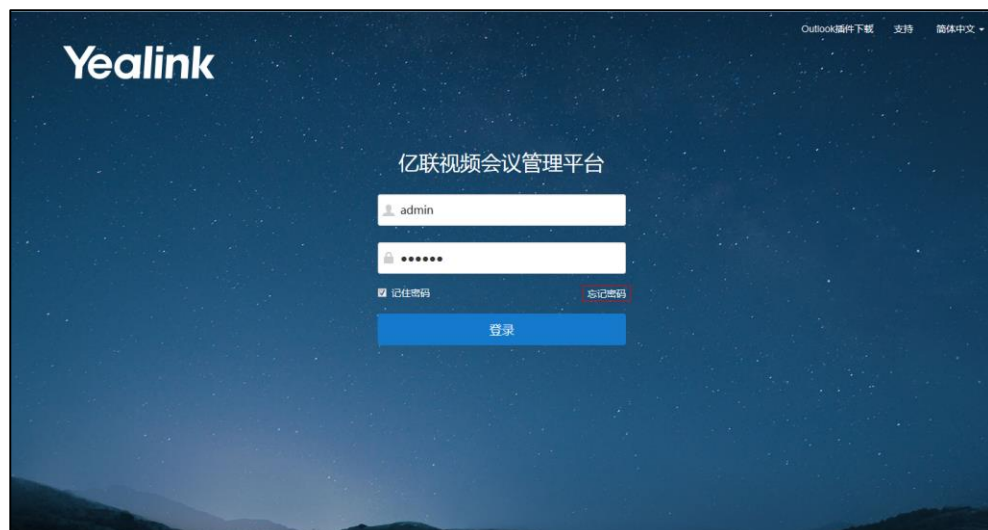 Outlook插件下载 支持 简体中文
Yealink
亿联视频会议管理平台
admin
••••••
记住密码 忘记密码
登录